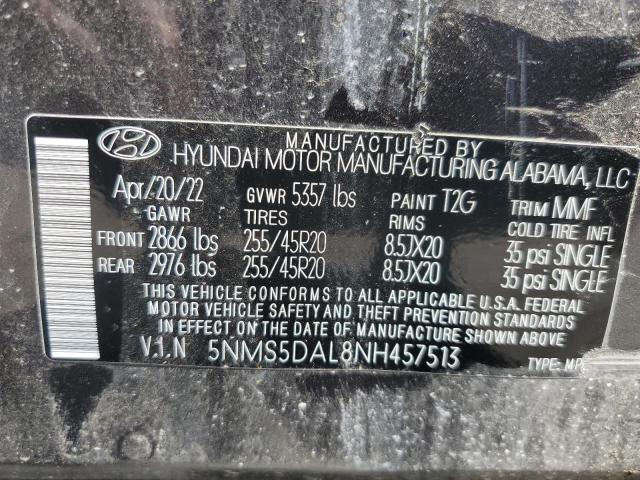 MANUFACTURED BY
HYUNDAI MOTOR MANUFACTURING ALABAMA, LLC
Apr/20/22 GVWR 5357 lbs PAINT T2G TRIM MMF
GAWR TIRES RIMS COLD TIRE INFL
FRONT 2866 lbs 255/45R20 8.5JX20 35 psi SINGLE
REAR 2976 lbs 255/45R20 8.5JX20 35 psi SINGLE
THIS VEHICLE CONFORMS TO ALL APPLICABLE U.S.A. FEDERAL
MOTOR VEHICLE SAFETY AND THEFT PREVENTION STANDARDS
IN EFFECT ON THE DATE OF MANUFACTURE SHOWN ABOVE
V.I.N 5NMS5DAL8NH457513 TYPE: